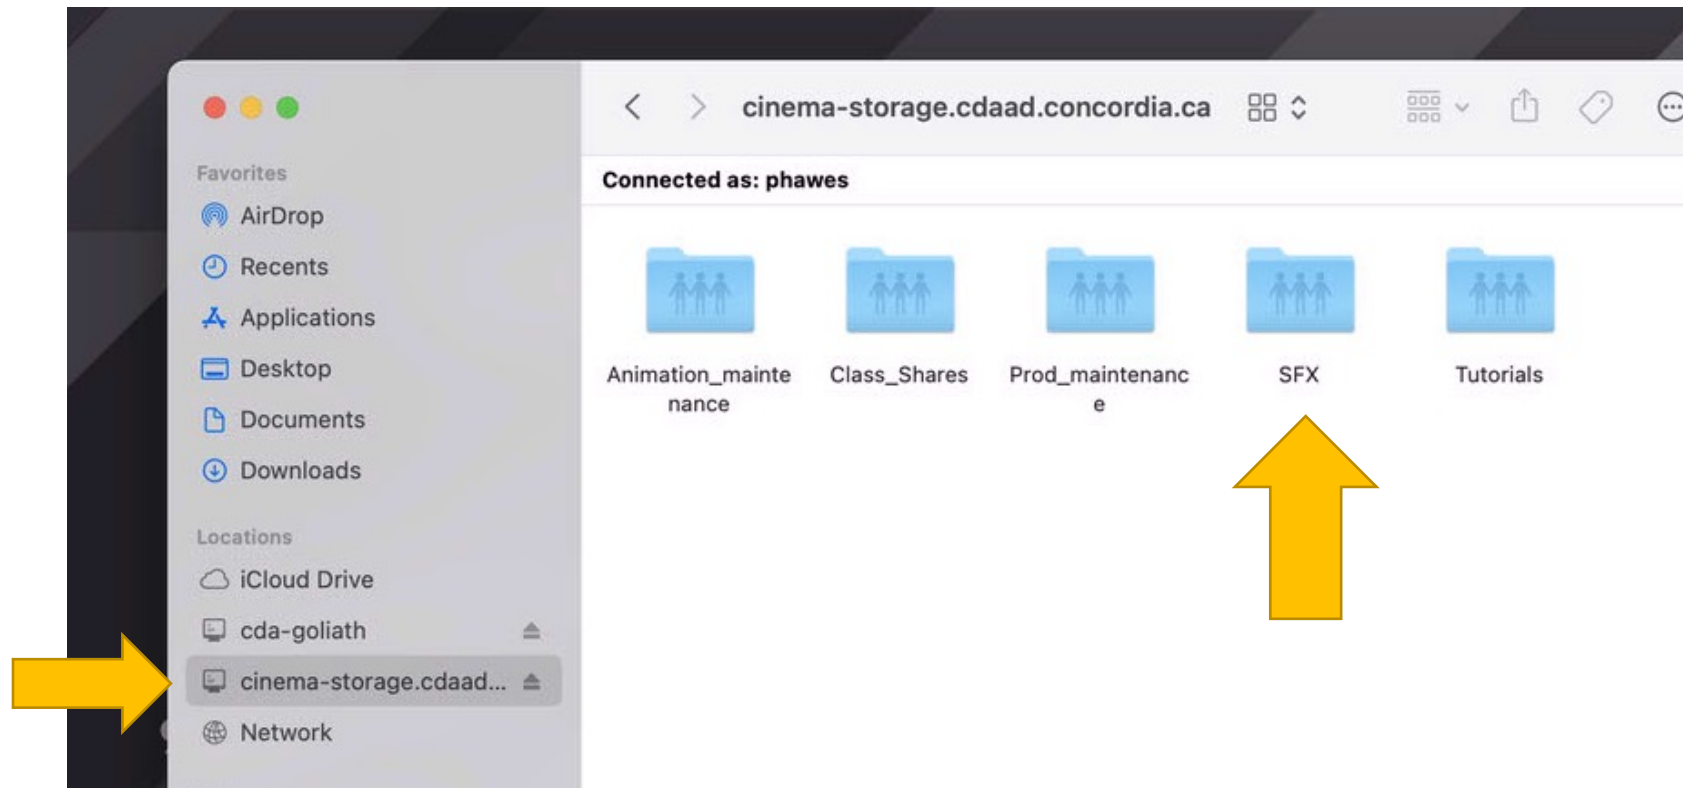 cinema-storage.cdaad.concordia.ca
Favorites
AirDrop
Recents
Applications
Desktop
Documents
Downloads
Locations
iCloud Drive
cda-goliath
cinema-storage.cdaad...
Network
Connected as: phawes
Animation_mainte
nance
Class_Shares
Prod_maintenanc
e
SFX
Tutorials